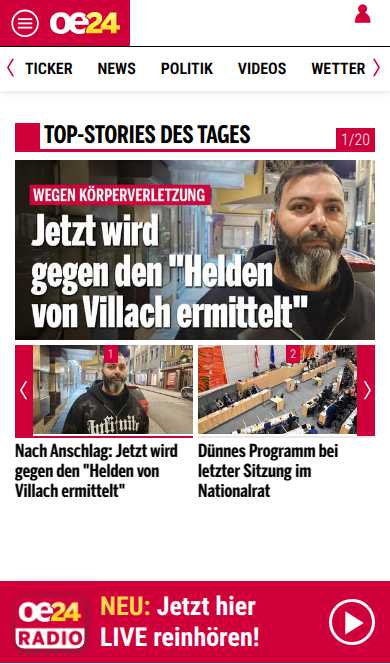 oe24
TICKER NEWS POLITIK VIDEOS WETTER
TOP-STORIES DES TAGES
1/20
WEGEN KÖRPERVERLETZUNG
Jetzt wird
gegen den "Helden
von Villach ermittelt"
1
2
Nach Anschlag: Jetzt wird
gegen den "Helden von
Villach ermittelt"
Dünnes Programm bei
letzter Sitzung im
Nationalrat
oe24
RADIO
NEU: Jetzt hier
LIVE reinhören!